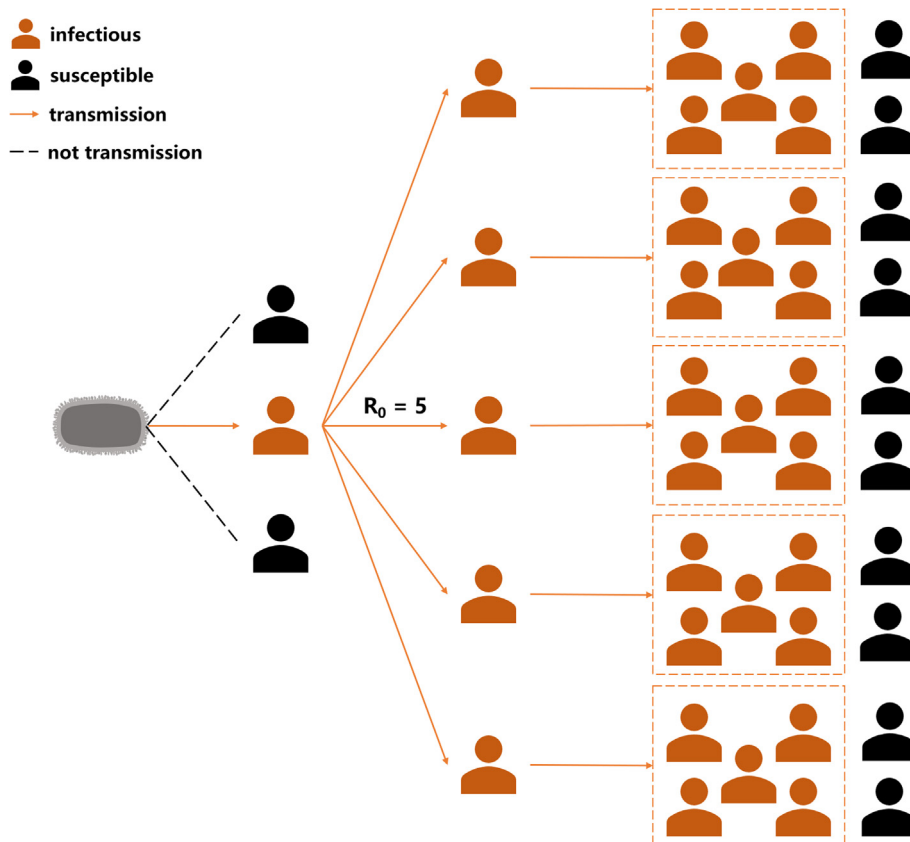 infectious
susceptible
transmission
not transmission
R₀ = 5